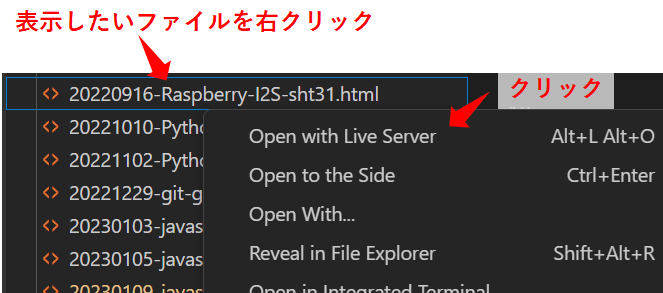 表示したいファイルを右クリック
20220916-Raspberry-I2S-sht31.html
クリック
20221010-Pytho
Open with Live Server Alt+L Alt+O
20221102-Pytho
Open to the Side Ctrl+Enter
20221229-git-g
Open With...
20230103-javas
Reveal in File Explorer Shift+Alt+R
20230105-javas
Open in Integrated Terminal
20230109-javas